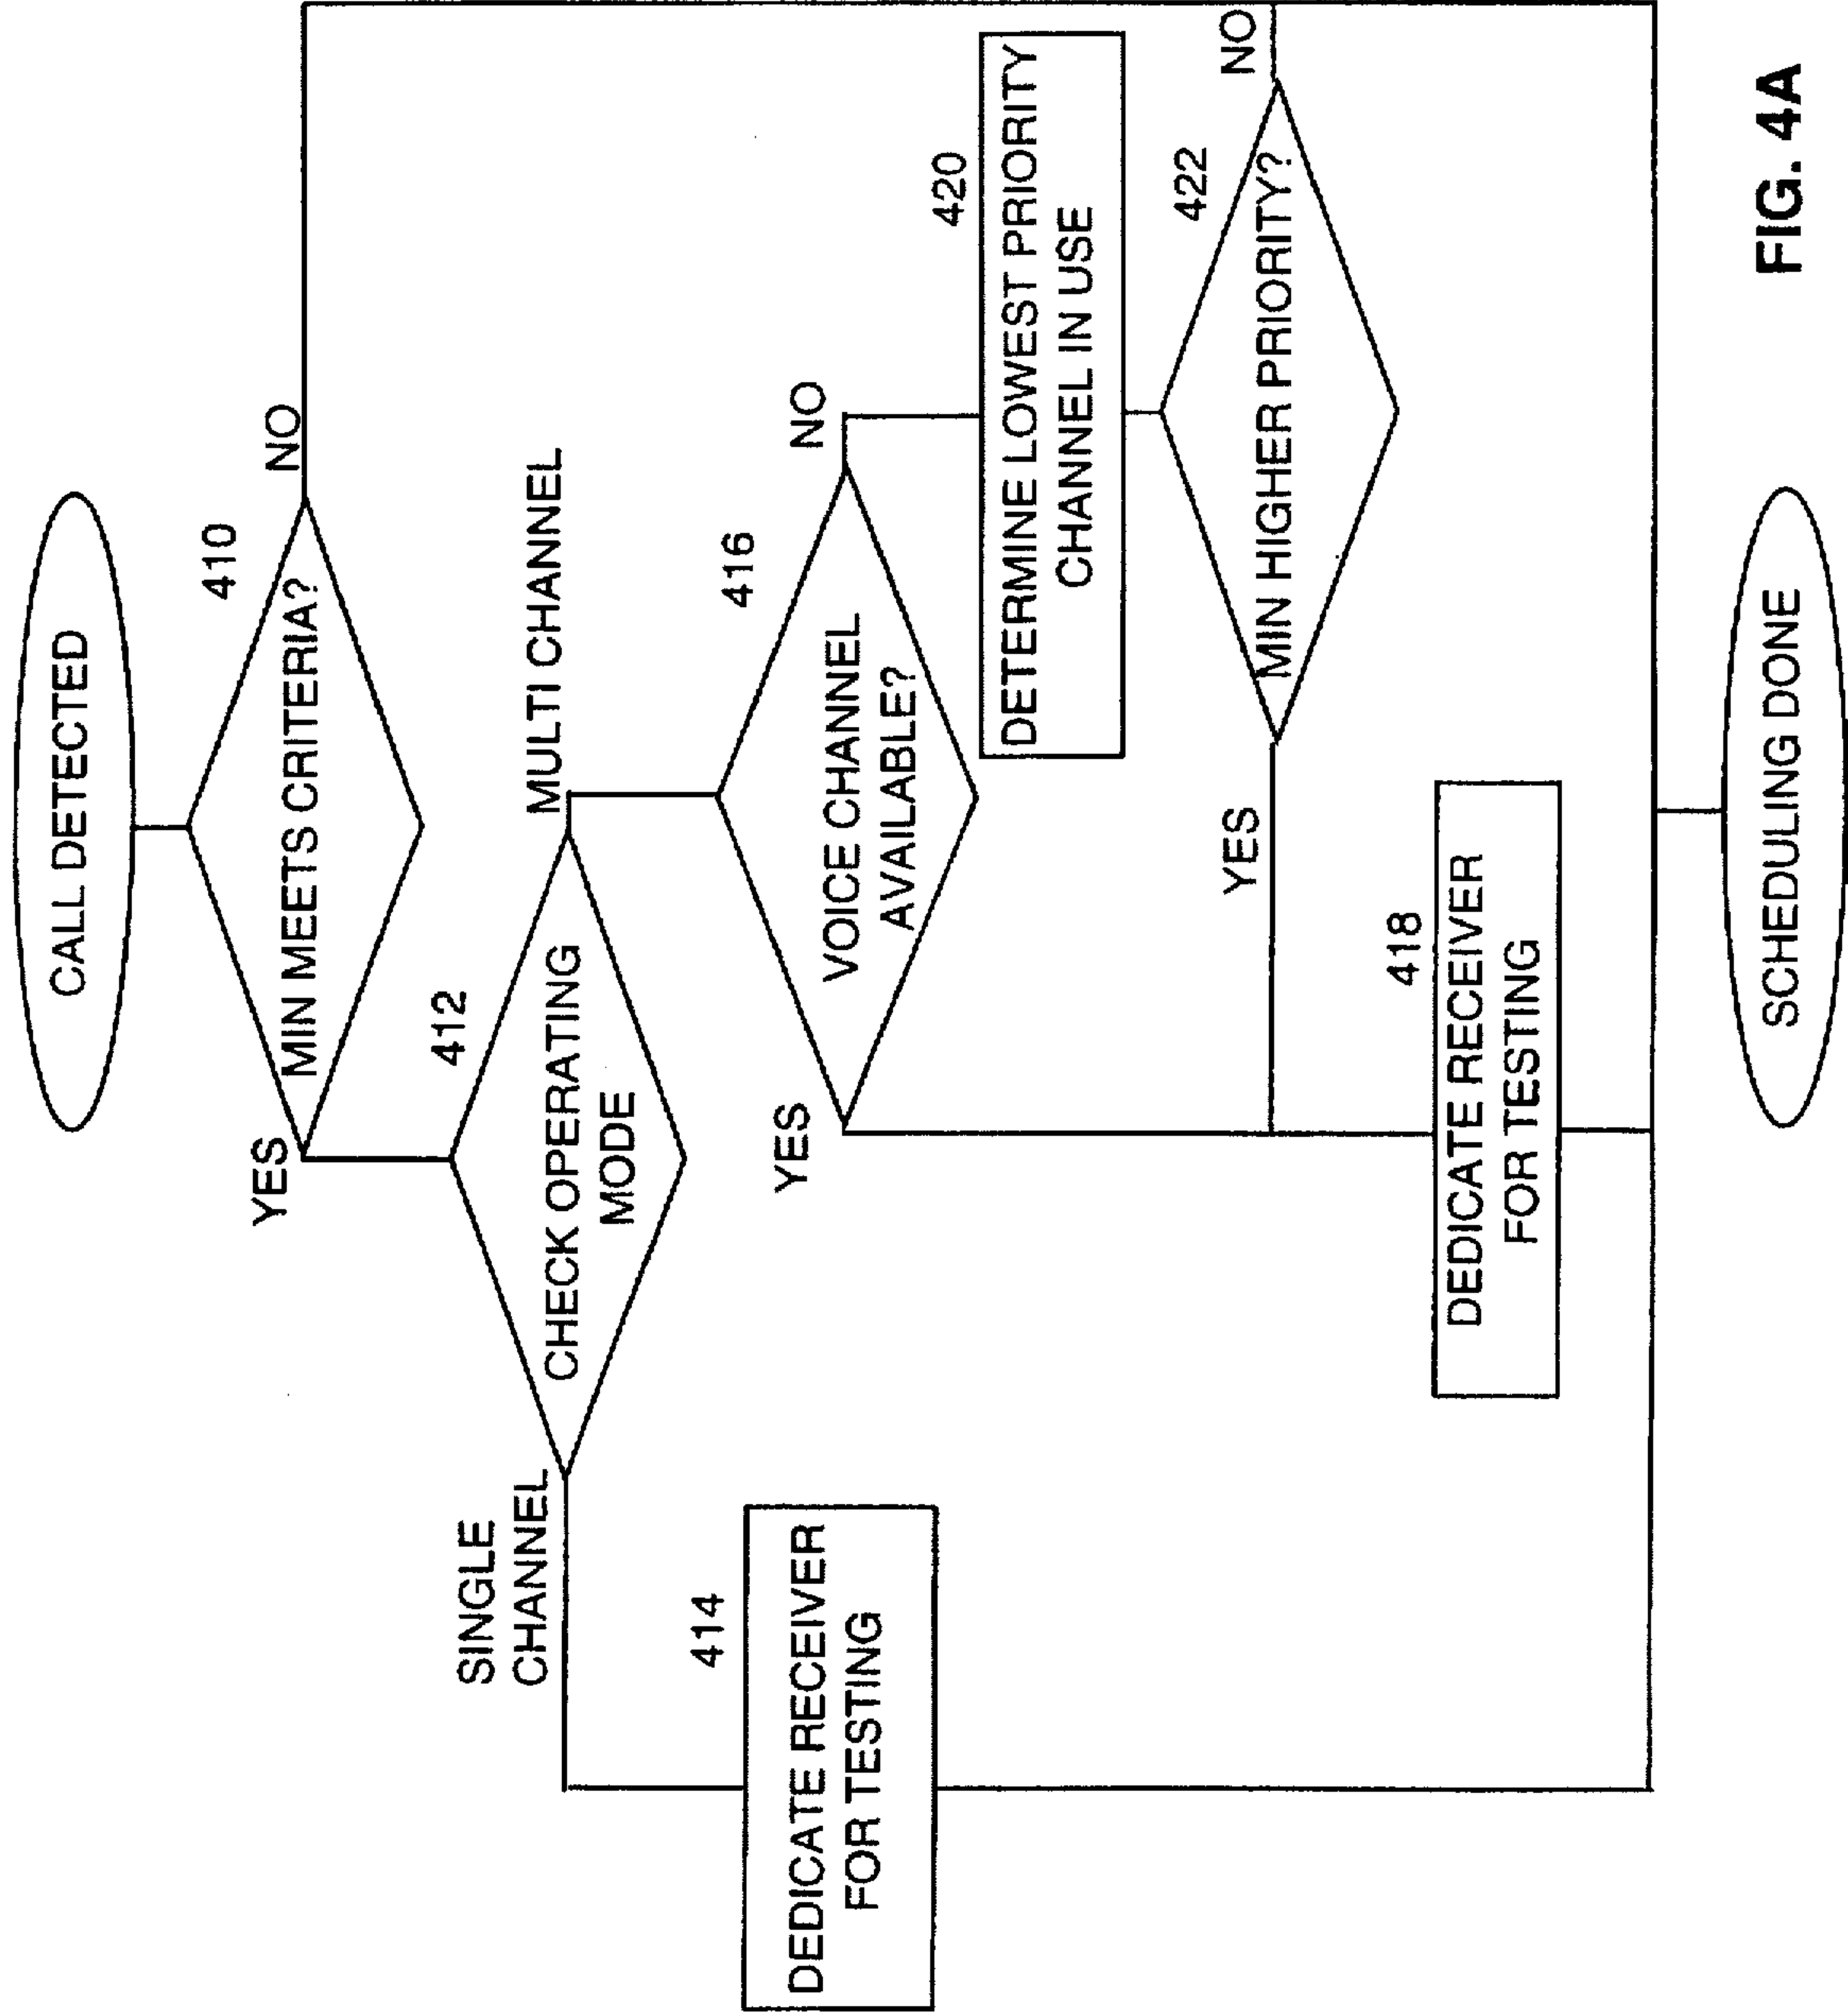 CALL DETECTED
410
MIN MEETS CRITERIA?
YES
NO
412
CHECK OPERATING
MODE
SINGLE
CHANNEL
MULTI CHANNEL
414
DEDICATE RECEIVER
FOR TESTING
416
VOICE CHANNEL
AVAILABLE?
YES
NO
420
DETERMINE LOWEST PRIORITY
CHANNEL IN USE
422
MIN HIGHER PRIORITY?
YES
NO
418
DEDICATE RECEIVER
FOR TESTING
SCHEDULING DONE
FIG. 4A